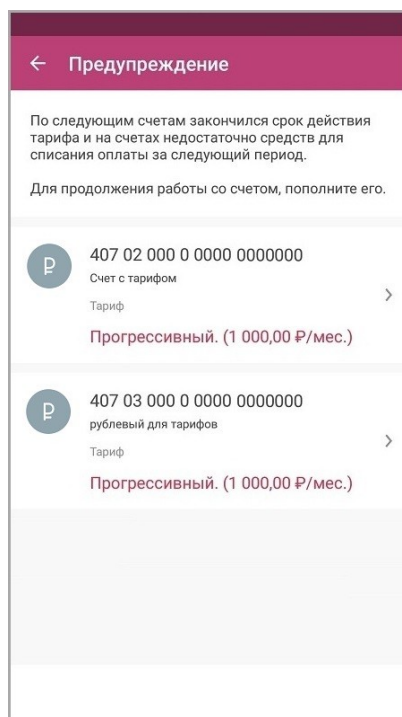 Предупреждение
По следующим счетам закончился срок действия
тарифа и на счетах недостаточно средств для
списания оплаты за следующий период.
Для продолжения работы со счетом, пополните его.
407 02 000 0 0000 0000000
Счет с тарифом
Тариф
Прогрессивный. (1 000,00 ₽/мес.)
407 03 000 0 0000 0000000
рублевый для тарифов
Тариф
Прогрессивный. (1 000,00 ₽/мес.)